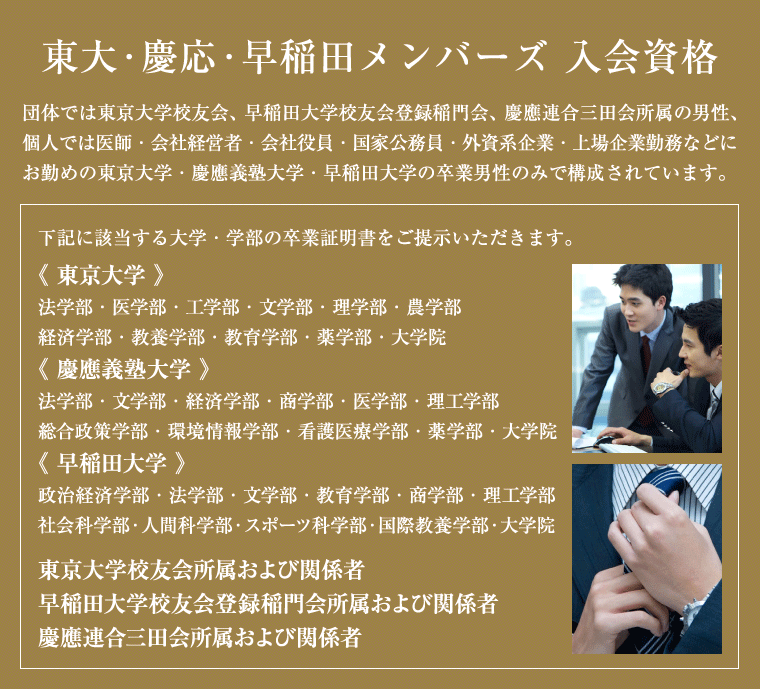 東大・慶応・早稲田メンバーズ 入会資格
団体では東京大学校友会、早稲田大学校友会登録稲門会、慶應連合三田会所属の男性、
個人では医師・会社経営者・会社役員・国家公務員・外資系企業・上場企業勤務などに
お勤めの東京大学・慶應義塾大学・早稲田大学の卒業男性のみで構成されています。
下記に該当する大学・学部の卒業証明書をご提示いただきます。
《 東京大学 》
法学部・医学部・工学部・文学部・理学部・農学部
経済学部・教養学部・教育学部・薬学部・大学院
《 慶應義塾大学 》
法学部・文学部・経済学部・商学部・医学部・理工学部
総合政策学部・環境情報学部・看護医療学部・薬学部・大学院
《 早稲田大学 》
政治経済学部・法学部・文学部・教育学部・商学部・理工学部
社会科学部・人間科学部・スポーツ科学部・国際教養学部・大学院
東京大学校友会所属および関係者
早稲田大学校友会登録稲門会所属および関係者
慶應連合三田会所属および関係者